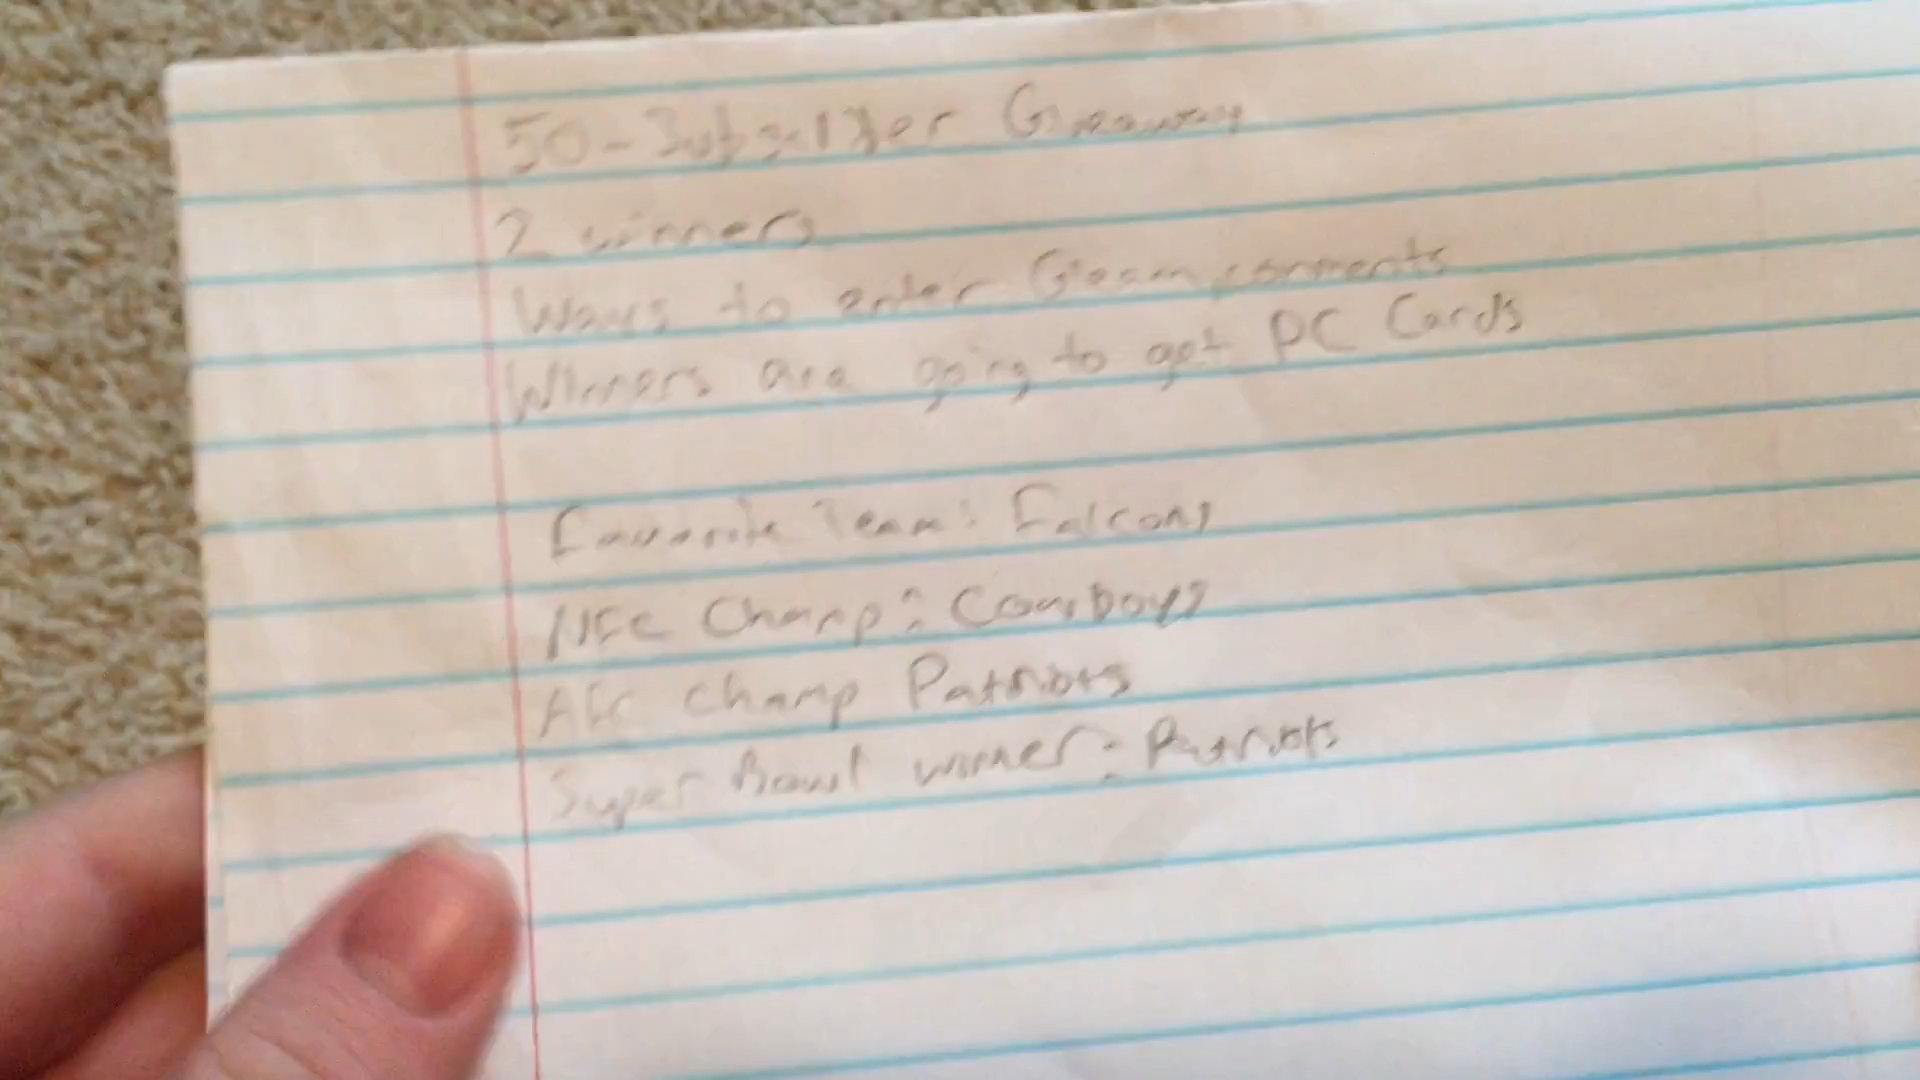 50-Subscriber Giveaway
2 winners
Ways to enter Gleam, comments
Winners are going to get PC Cards
Favorite Team: Falcons
NFC Champ: Cowboys
AFC Champ Patriots
Super Bowl winner: Patriots